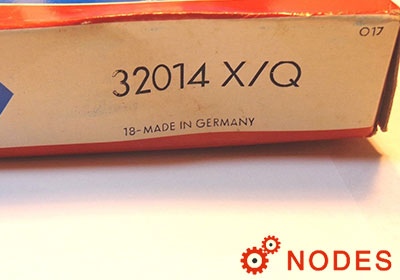 017
32014 X/Q
18-MADE IN GERMANY
NODES